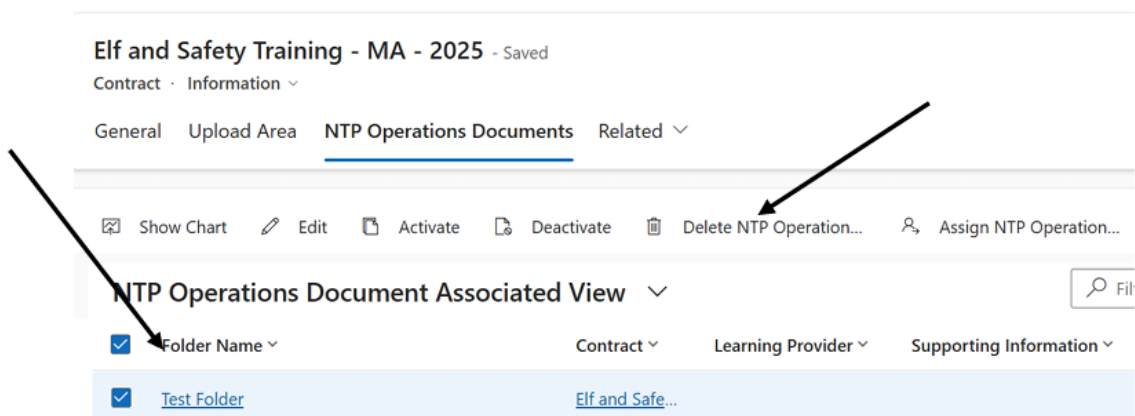 Elf and Safety Training - MA - 2025 - Saved
Contract · Information
General Upload Area NTP Operations Documents Related
Show Chart Edit Activate Deactivate Delete NTP Operation... Assign NTP Operation...
NTP Operations Document Associated View Fil
Folder Name Contract Learning Provider Supporting Information
Test Folder Elf and Safe...